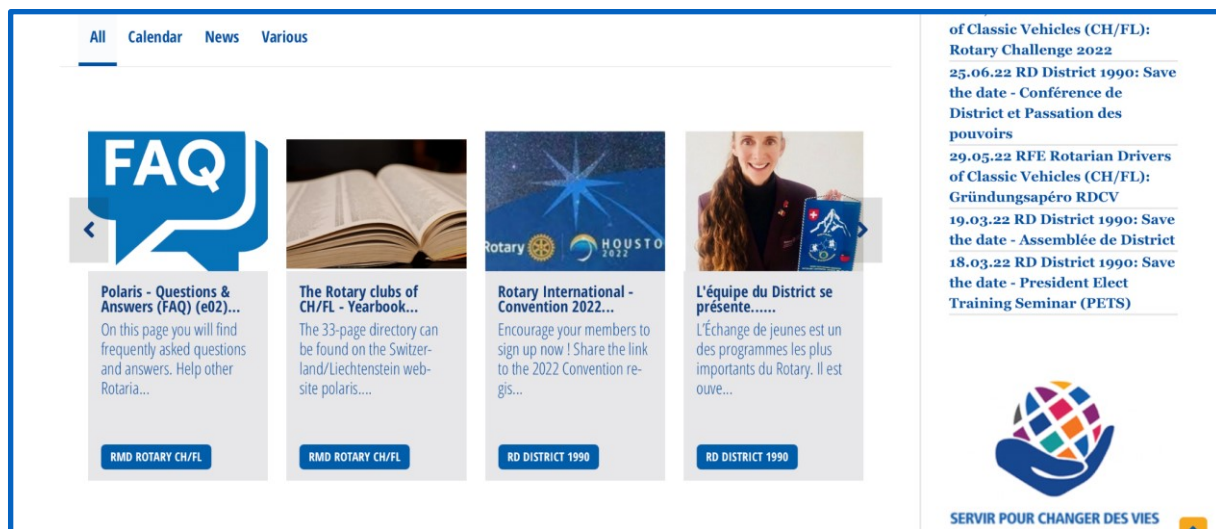 All Calendar News Various
FAQ
Polaris - Questions &
Answers (FAQ) (e02)...
On this page you will find
frequently asked questions
and answers. Help other
Rotaria...
RMD ROTARY CH/FL
The Rotary clubs of
CH/FL - Yearbook...
The 33-page directory can
be found on the Switzer-
land/Liechtenstein web-
site polaris....
RMD ROTARY CH/FL
Rotary HOUSTO
2022
Rotary International -
Convention 2022...
Encourage your members to
sign up now ! Share the link
to the 2022 Convention re-
gis...
RD DISTRICT 1990
L'équipe du District se
présente......
L'Échange de jeunes est un
des programmes les plus
importants du Rotary. Il est
ouve...
RD DISTRICT 1990
of Classic Vehicles (CH/FL):
Rotary Challenge 2022
25.06.22 RD District 1990: Save
the date - Conférence de
District et Passation des
pouvoirs
29.05.22 RFE Rotarian Drivers
of Classic Vehicles (CH/FL):
Gründungsapéro RDCV
19.03.22 RD District 1990: Save
the date - Assemblée de District
18.03.22 RD District 1990: Save
the date - President Elect
Training Seminar (PETS)
SERVIR POUR CHANGER DES VIES